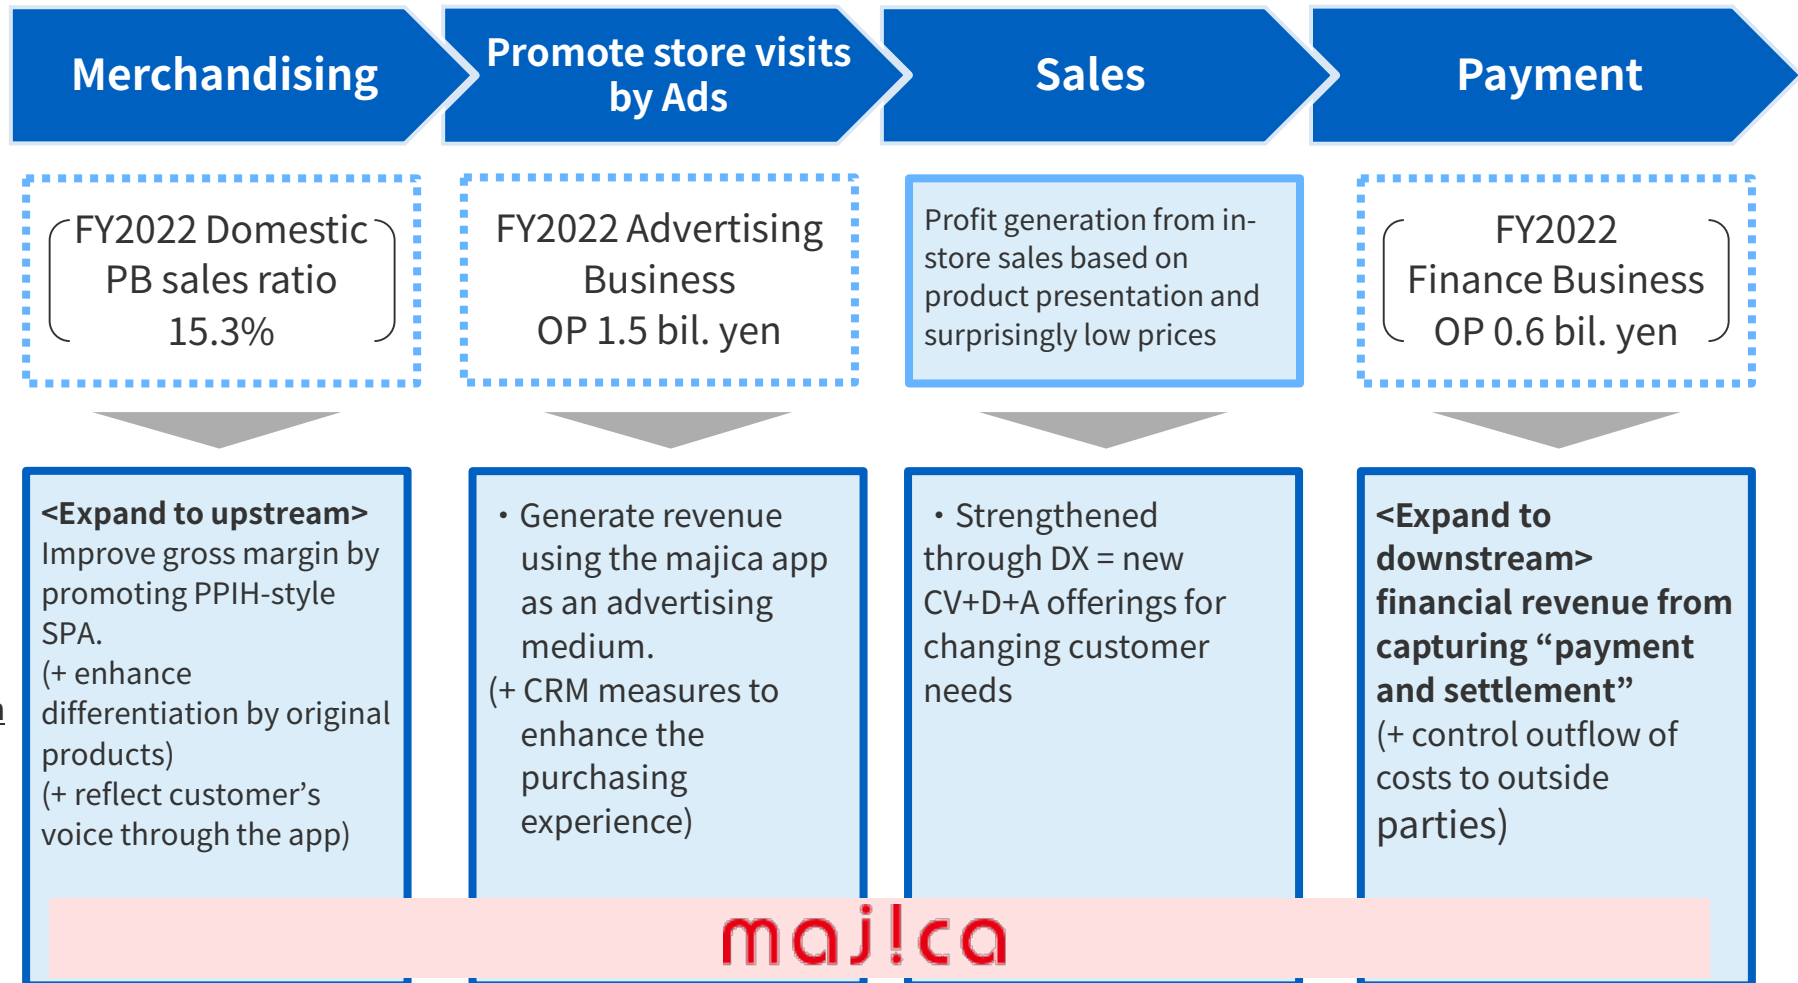 Merchandising
Promote store visits
by Ads
Sales
Payment
FY2022 Domestic
PB sales ratio
15.3%
FY2022 Advertising
Business
OP 1.5 bil. yen
Profit generation from in-
store sales based on
product presentation and
surprisingly low prices
FY2022
Finance Business
OP 0.6 bil. yen
<Expand to upstream>
Improve gross margin by
promoting PPIH-style
SPA.
(+ enhance
differentiation by original
products)
(+ reflect customer's
voice through the app)
・Generate revenue
using the majica app
as an advertising
medium.
(+ CRM measures to
enhance the
purchasing
experience)
・Strengthened
through DX = new
CV+D+A offerings for
changing customer
needs
<Expand to
downstream>
financial revenue from
capturing “payment
and settlement”
(+ control outflow of
costs to outside
parties)
maj!ca